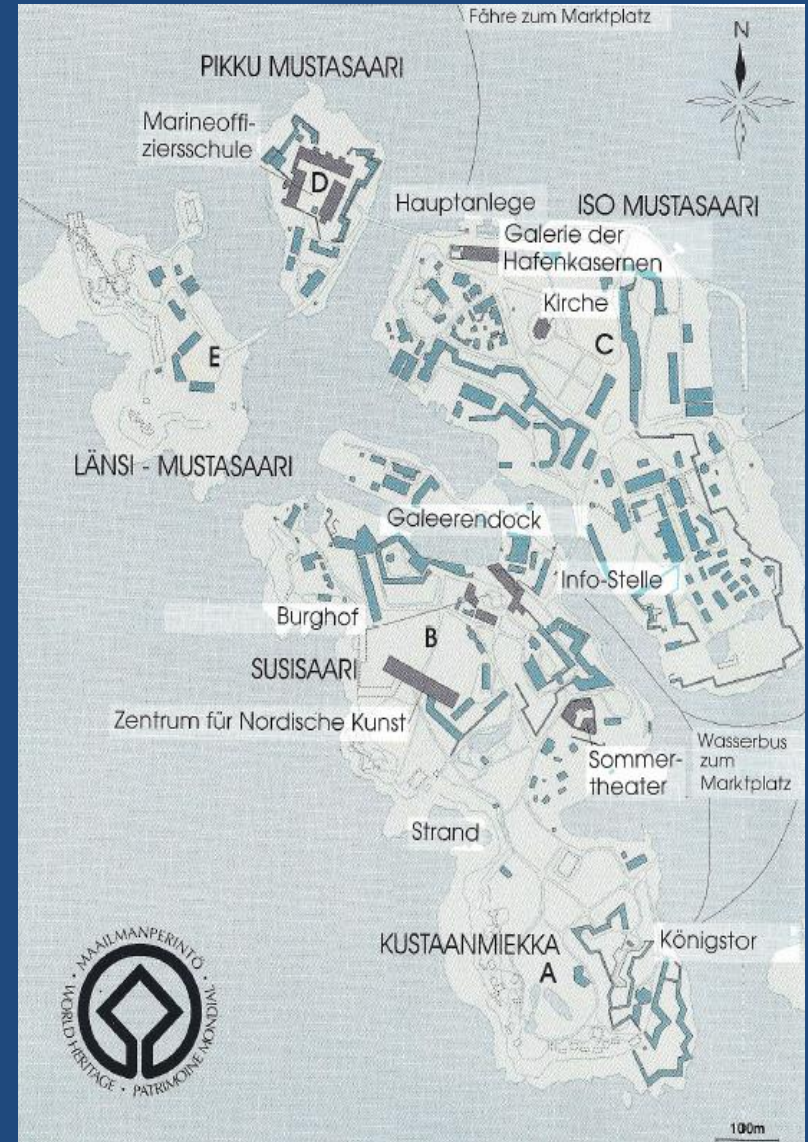 Fähre zum Marktplatz
N
PIKKU MUSTASAARI
Marineoffi-
ziersschule
D
Hauptanlege
ISO MUSTASAARI
Galerie der
Hafenkasernen
Kirche
C
E
LÄNSI - MUSTASAARI
Galeerendock
Info-Stelle
Burghof
B
SUSISAARI
Zentrum für Nordische Kunst
Sommer-
theater
Wasserbus
zum
Marktplatz
Strand
KUSTAANMIEKKA
A
Königstor
MAAILMANPERINTÖ · WORLD HERITAGE · PATRIMOINE MONDIAL ·
100m